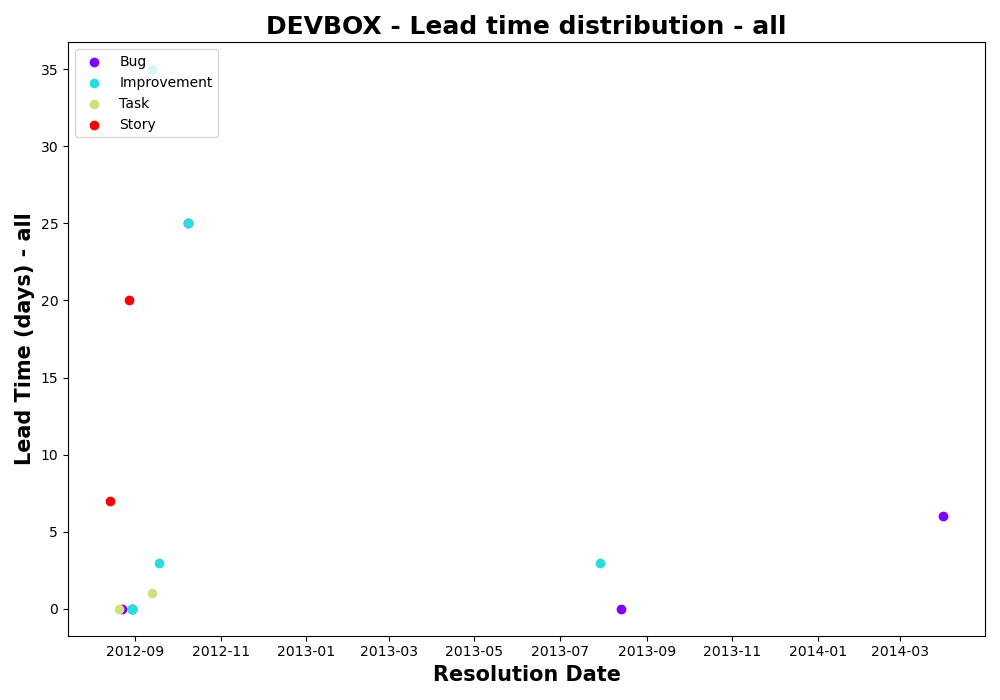 DEVBOX - Lead time distribution - all
Bug
Improvement
Task
Story
Lead Time (days) - all
35
30
25
20
15
10
5
0
2012-09 2012-11 2013-01 2013-03 2013-05 2013-07 2013-09 2013-11 2014-01 2014-03
Resolution Date